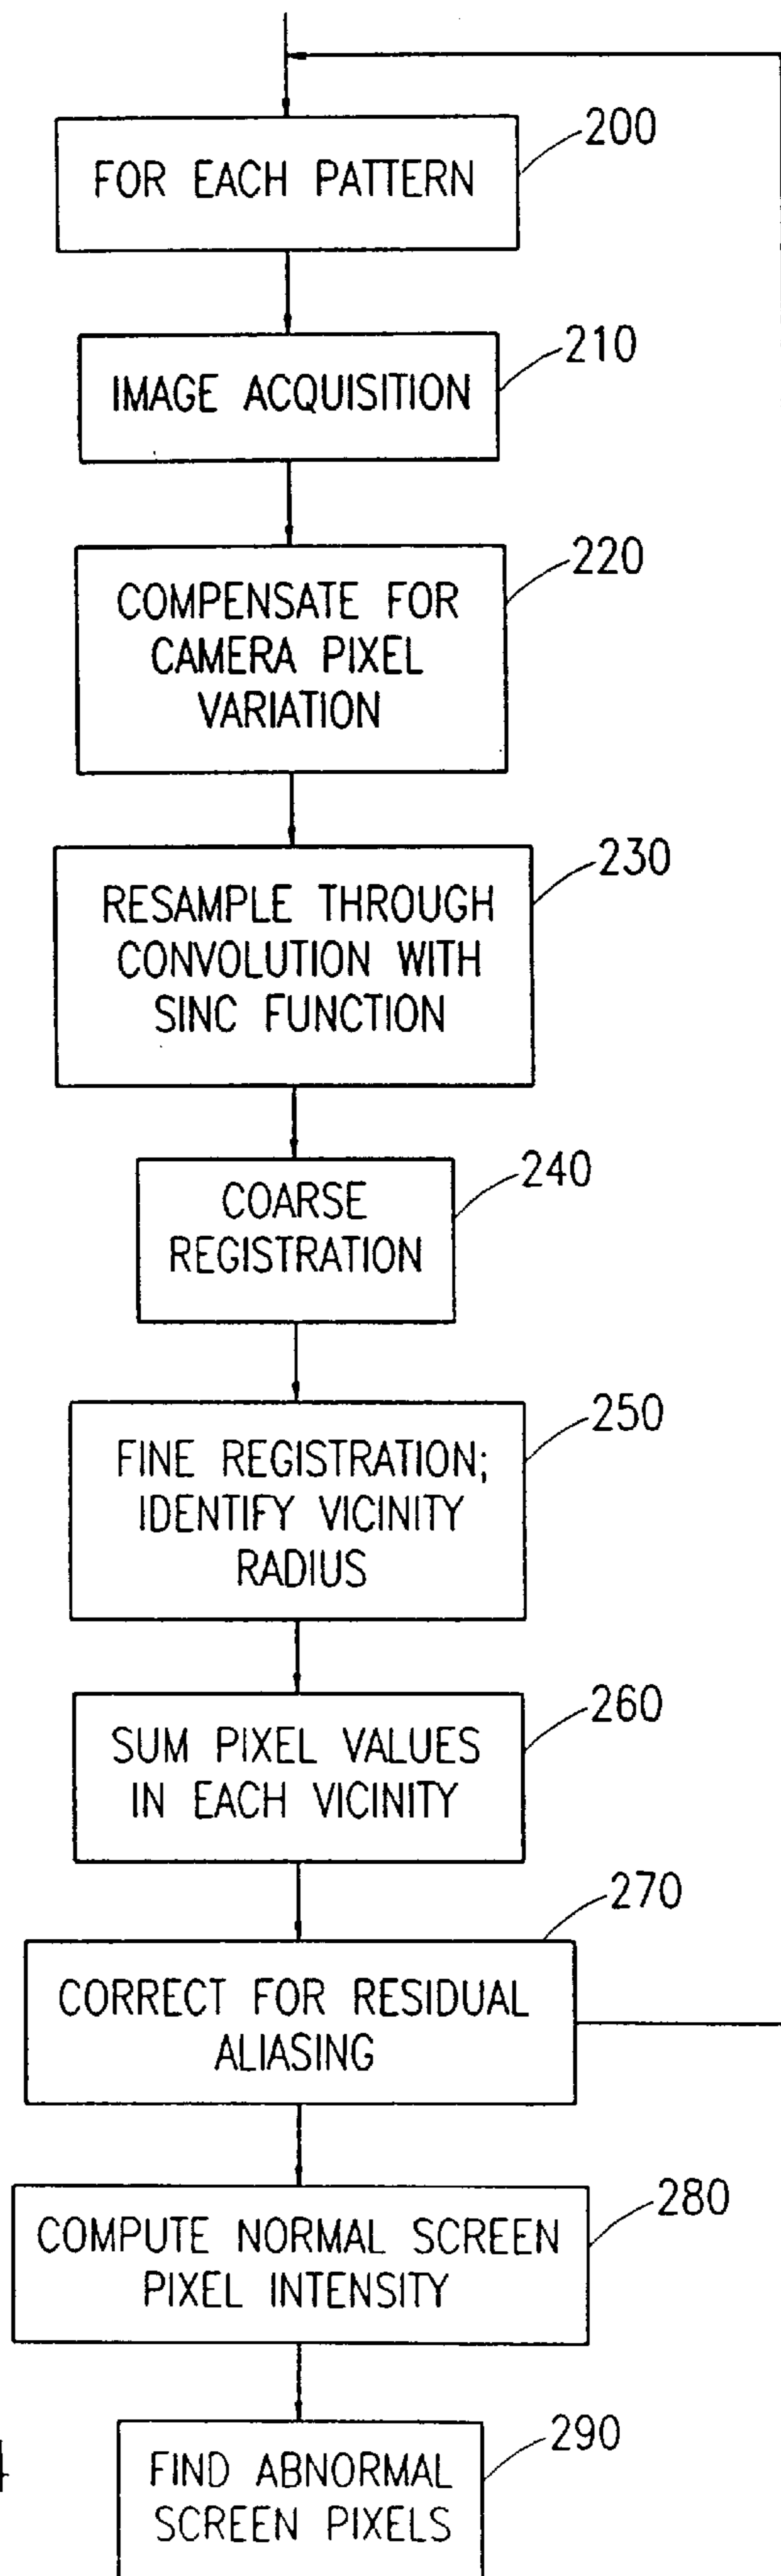 200
FOR EACH PATTERN
210
IMAGE ACQUISITION
220
COMPENSATE FOR
CAMERA PIXEL
VARIATION
230
RESAMPLE THROUGH
CONVOLUTION WITH
SINC FUNCTION
240
COARSE
REGISTRATION
250
FINE REGISTRATION;
IDENTIFY VICINITY
RADIUS
260
SUM PIXEL VALUES
IN EACH VICINITY
270
CORRECT FOR RESIDUAL
ALIASING
280
COMPUTE NORMAL SCREEN
PIXEL INTENSITY
290
FIND ABNORMAL
SCREEN PIXELS